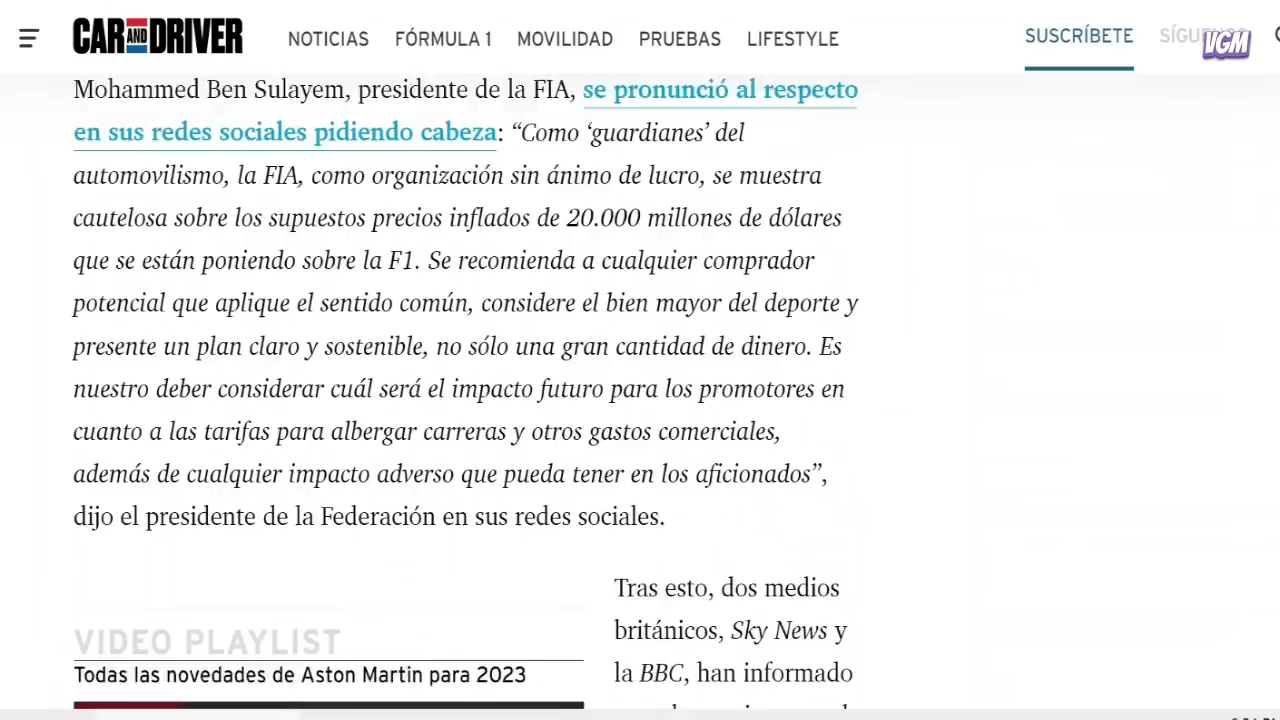 CAR AND DRIVER
NOTICIAS FÓRMULA 1 MOVILIDAD PRUEBAS LIFESTYLE
SUSCRÍBETE
VGM
Mohammed Ben Sulayem, presidente de la FIA, se pronunció al respecto
en sus redes sociales pidiendo cabeza: “Como ‘guardianes’ del
automovilismo, la FIA, como organización sin ánimo de lucro, se muestra
cautelosa sobre los supuestos precios inflados de 20.000 millones de dólares
que se están poniendo sobre la F1. Se recomienda a cualquier comprador
potencial que aplique el sentido común, considere el bien mayor del deporte y
presente un plan claro y sostenible, no sólo una gran cantidad de dinero. Es
nuestro deber considerar cuál será el impacto futuro para los promotores en
cuanto a las tarifas para albergar carreras y otros gastos comerciales,
además de cualquier impacto adverso que pueda tener en los aficionados”,
dijo el presidente de la Federación en sus redes sociales.
VIDEO PLAYLIST
Todas las novedades de Aston Martin para 2023
Tras esto, dos medios
británicos, Sky News y
la BBC, han informado